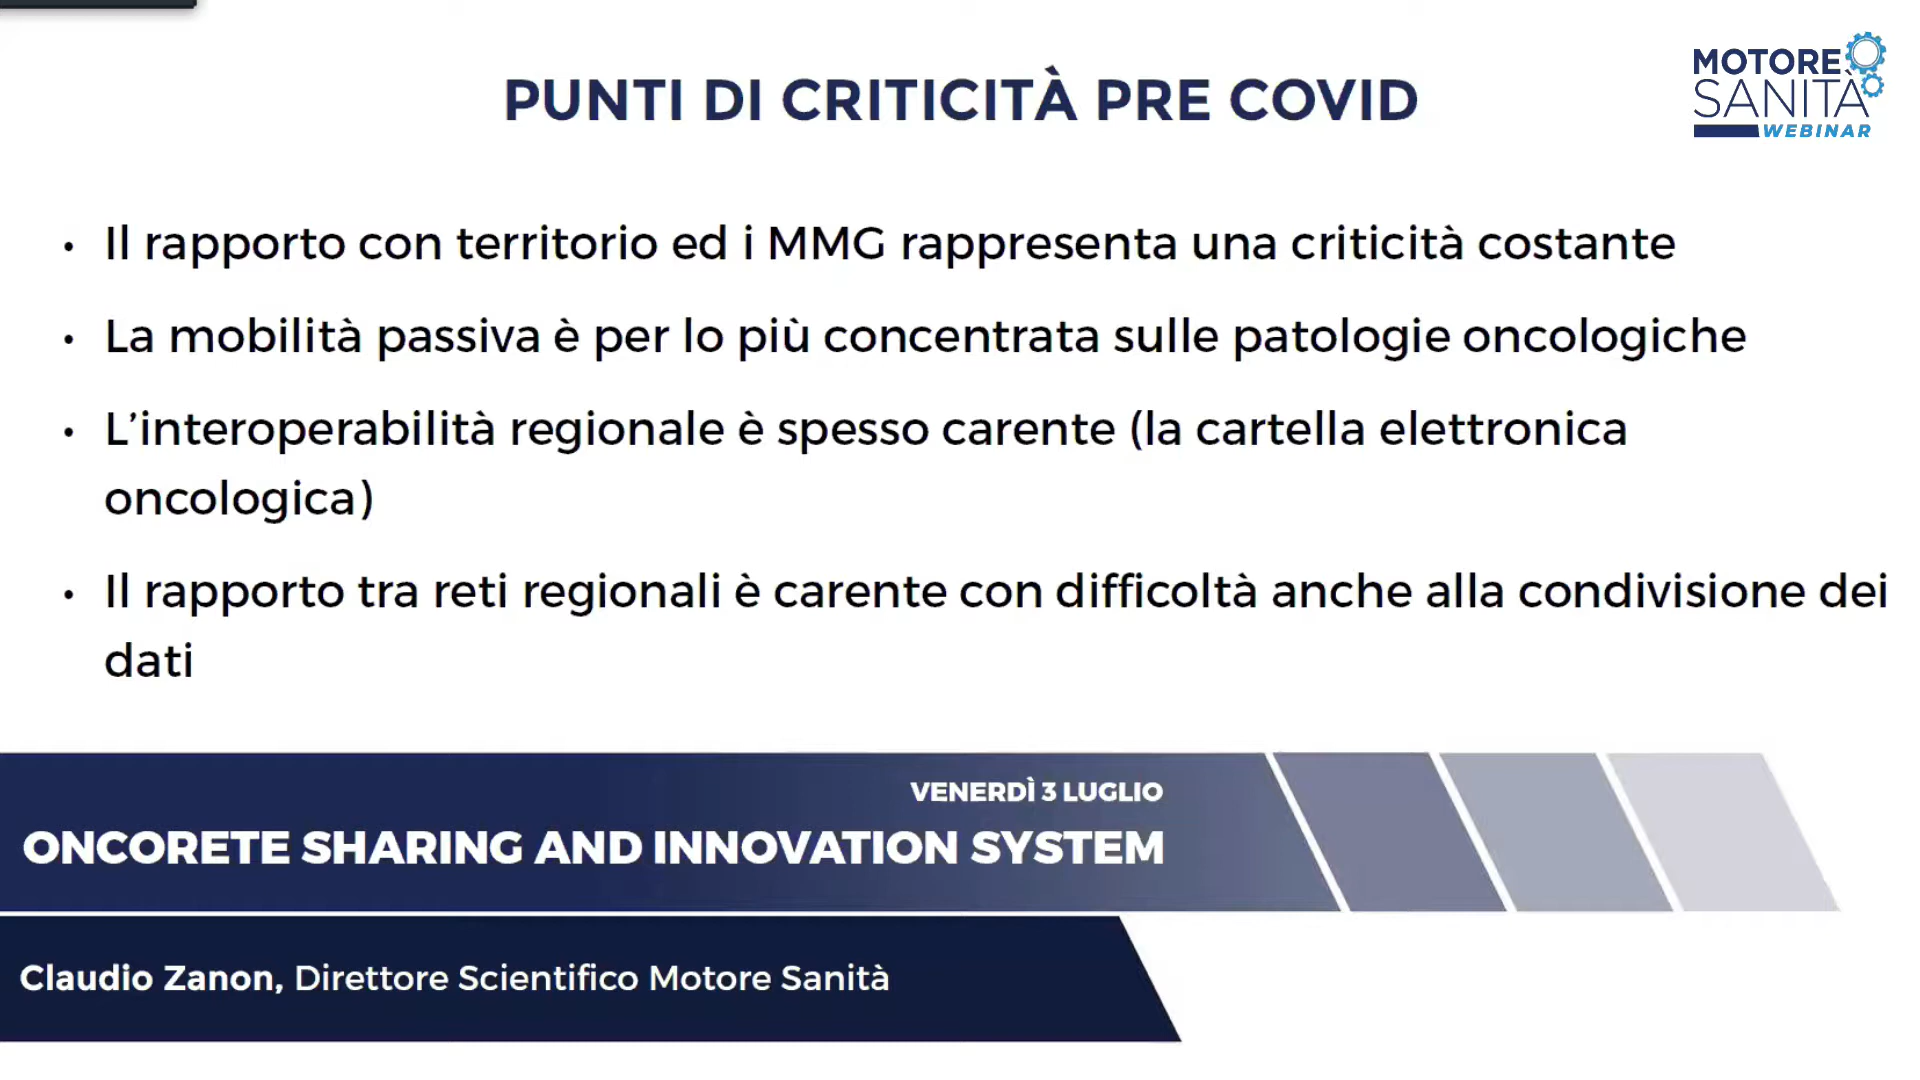 PUNTI DI CRITICITÀ PRE COVID
MOTORE
SANITÀ
WEBINAR
• Il rapporto con territorio ed i MMG rappresenta una criticità costante
• La mobilità passiva è per lo più concentrata sulle patologie oncologiche
• L’interoperabilità regionale è spesso carente (la cartella elettronica
oncologica)
• Il rapporto tra reti regionali è carente con difficoltà anche alla condivisione dei
dati
VENERDÌ 3 LUGLIO
ONCORETE SHARING AND INNOVATION SYSTEM
Claudio Zanon, Direttore Scientifico Motore Sanità